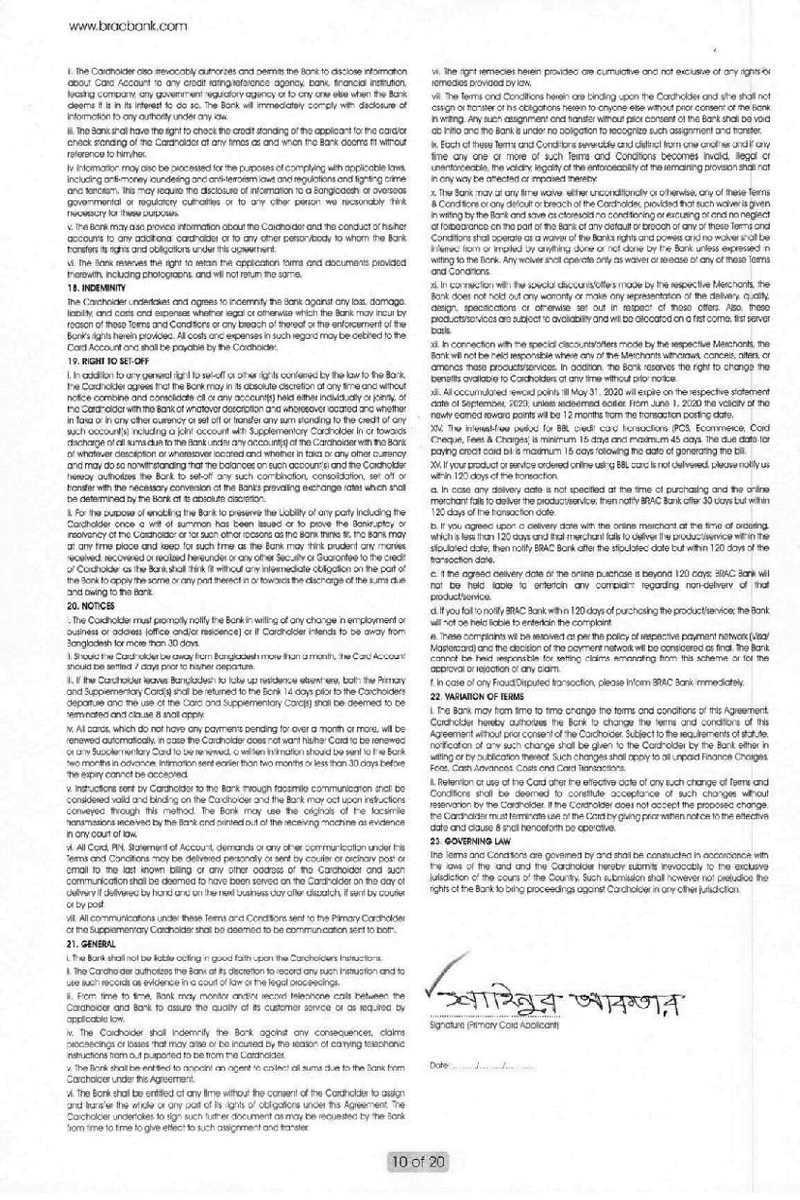 www.bracbank.com
ii. The Cardholder also irrevocably authorizes and permits the Bank to disclose information
about Card Account to any credit rating/reference agency, bank, financial institution,
leasing company, any government regulatory agency or to any one else when the Bank
deems it is in its interest to do so. The Bank will immediately comply with disclosure of
information to any authority under any law.
iii. The Bank shall have the right to check the credit standing of the applicant for the card/or
check standing of the Cardholder at any times as and when the Bank deems fit without
reference to him/her.
iv. Information may also be processed for the purposes of complying with applicable laws,
including anti-money laundering and anti-terrorism laws and regulations and fighting crime
and terrorism. This may require the disclosure of information to a Bangladeshi or overseas
governmental or regulatory authorities or to any other person we reasonably think
necessary for these purposes.
v. The Bank may also provide information about the Cardholder and the conduct of his/her
accounts to any additional cardholder or to any other person/body to whom the Bank
transfers its rights and obligations under this agreement.
vi. The Bank reserves the right to retain the application forms and documents provided
therewith, including photographs, and will not return the same.
18. INDEMINITY
The Cardholder undertakes and agrees to indemnify the Bank against any loss, damage,
liability, and costs and expenses whether legal or otherwise which the Bank may incur by
reason of these Terms and Conditions or any breach of thereof or the enforcement of the
Bank's rights herein provided. All costs and expenses in such regard may be debited to the
Card Account and shall be payable by the Cardholder.
19. RIGHT TO SET-OFF
i. In addition to any general right to set-off or other rights conferred by the law to the Bank,
the Cardholder agrees that the Bank may in its absolute discretion at any time and without
notice combine and consolidate all or any account(s) held either individually or jointly, of
the Cardholder with the Bank of whatever description and wheresover located and whether
in Taka or in any other currency or set off or transfer any sum standing to the credit of any
such account(s) including a joint account with Supplementary Cardholder in or towards
discharge of all sums due to the Bank under any account(s) of the Cardholder with the Bank
of whatever description or wheresover located and whether in taka or any other currency
and may do so notwithstanding that the balances on such account(s) and the Cardholder
hereby authorizes the Bank to set-off any such combination, consolidation, set off or
transfer with the necessary conversion of the Bank's prevailing exchange rates which shall
be determined by the Bank at its absolute discretion.
ii. For the purpose of enabling the Bank to preserve the Liability of any party including the
Cardholder once a writ of summon has been issued or to prove the Bankruptcy or
insolvency of the Cardholder or for such other reasons as the Bank thinks fit, the Bank may
at any time place and keep for such time as the Bank may think prudent any monies
received, recovered or realized hereunder or any other Security or Guarantee to the credit
of Cardholder as the Bank shall think fit without any intermediate obligation on the part of
the Bank to apply the same or any part thereof in or towards the discharge of the sums due
and owing to the Bank.
20. NOTICES
i. The Cardholder must promptly notify the Bank in writing of any change in employment or
business or address (office and/or residence) or if Cardholder intends to be away from
Bangladesh for more than 30 days.
ii. Should the Cardholder be away from Bangladesh more than a month, the Card Account
should be settled 7 days prior to his/her departure.
iii. If the Cardholder leaves Bangladesh to take up residence elsewhere, both the Primary
and Supplementary Card(s) shall be returned to the Bank 14 days prior to the Cardholder's
departure and the use of the Card and Supplementary Card(s) shall be deemed to be
terminated and clause 8 shall apply.
iv. All cards, which do not have any payments pending for over a month or more, will be
renewed automatically. In case the Cardholder does not want his/her Card to be renewed
or any Supplementary Card to be renewed, a written intimation should be sent to the Bank
two months in advance. Intimation sent earlier than two months or less than 30 days before
the expiry cannot be accepted.
v. Instructions sent by Cardholder to the Bank through facsimile communication shall be
considered valid and binding on the Cardholder and the Bank may act upon instructions
conveyed through this method. The Bank may use the originals of the facsimile
transmissions received by the Bank and printed out of the receiving machine as evidence
in any court of law.
vi. All Card, PIN, Statement of Account, demands or any other communication under this
Terms and Conditions may be delivered personally or sent by courier or ordinary post or
email to the last known billing or any other address of the Cardholder and such
communication shall be deemed to have been served on the Cardholder on the day of
delivery if delivered by hand and on the next business day after dispatch, if sent by courier
or by post.
viii. All communications under these Terms and Conditions sent to the Primary Cardholder
or the Supplementary Cardholder shall be deemed to be communication sent to both.
21. GENERAL
i. The Bank shall not be liable acting in good faith upon the Cardholders Instructions.
ii. The Cardholder authorizes the Bank at its discretion to record any such instruction and to
use such records as evidence in a court of law or the legal proceedings.
iii. From time to time, Bank may monitor and/or record telephone calls between the
Cardholder and Bank to assure the quality of its customer service or as required by
applicable law.
iv. The Cardholder shall indemnify the Bank against any consequences, claims
proceedings or losses that may arise or be incurred by the reason of carrying telephonic
instructions from out purported to be from the Cardholder.
v. The Bank shall be entitled to appoint an agent to collect all sums due to the Bank from
Cardholder under this Agreement.
vi. The Bank shall be entitled at any time without the consent of the Cardholder to assign
and transfer the whole or any part of its rights of obligations under this Agreement. The
Cardholder undertakes to sign such further document as may be requested by the Bank
from time to time to give effect to such assignment and transfer.
vii. The right remedies herein provided are cumulative and not exclusive of any rights or
remedies provided by law.
viii. The Terms and Conditions herein are binding upon the Cardholder and s/he shall not
assign or transfer of his obligations herein to anyone else without prior consent of the Bank
in writing. Any such assignment and transfer without prior consent of the Bank shall be void
ab initio and the Bank is under no obligation to recognize such assignment and transfer.
ix. Each of these Terms and Conditions severable and distinct from one another and if any
time any one or more of such Terms and Conditions becomes invalid, illegal or
unenforceable, the validity, legality of the enforceability of the remaining provision shall not
in any way be affected or impaired thereby.
x. The Bank may at any time waive, either unconditionally or otherwise, any of these Terms
& Conditions or any default or breach of the Cardholder, provided that such waiver is given
in writing by the Bank and save as aforesaid no conditioning or excusing of and no neglect
of forbearance on the part of the Bank of any default or breach of any of these Terms and
Conditions shall operate as a waiver of the Bank's rights and powers and no waiver shall be
inferred from or implied by anything done or not done by the Bank unless expressed in
writing to the Bank. Any waiver shall operate only as waiver or release of any of these Terms
and Conditions.
xi. In connection with the special discounts/offers made by the respective Merchants, the
Bank does not hold out any warranty or make any representation of the delivery, quality,
design, specifications or otherwise set out in respect of these offers. Also, these
products/services are subject to availability and will be allocated on a first come, first server
basis.
xii. In connection with the special discounts/offers made by the respective Merchants, the
Bank will not be held responsible where any of the Merchants withdraws, cancels, alters, or
amends these products/services. In addition, the Bank reserves the right to change the
benefits available to Cardholders at any time without prior notice.
xiii. All accumulated reward points till May 31, 2020 will expire on the respective statement
date of September, 2020; unless redeemed earlier. From June 1, 2020 the validity of the
newly earned reward points will be 12 months from the transaction posting date.
XIV. The interest-free period for BBL credit card transactions (POS, Ecommerce, Card
Cheque, Fees & Charges) is minimum 15 days and maximum 45 days. The due date for
paying credit card bill is maximum 15 days following the date of generating the bill.
XV. If your product or service ordered online using BBL card is not delivered, please notify us
within 120 days of the transaction.
a. In case any delivery date is not specified at the time of purchasing and the online
merchant fails to deliver the product/service; then notify BRAC Bank after 30 days but within
120 days of the transaction date.
b. If you agreed upon a delivery date with the online merchant at the time of ordering,
which is less than 120 days and that merchant fails to deliver the product/service within the
stipulated date; then notify BRAC Bank after the stipulated date but within 120 days of the
transaction date.
c. If the agreed delivery date of the online purchase is beyond 120 days; BRAC Bank will
not be held liable to entertain any complaint regarding non-delivery of that
product/service.
d. If you fail to notify BRAC Bank within 120 days of purchasing the product/service; the Bank
will not be held liable to entertain the complaint.
e. These complaints will be resolved as per the policy of respective payment network (Visa/
Mastercard) and the decision of the payment network will be considered as final. The Bank
cannot be held responsible for settling claims emanating from this scheme or for the
approval or rejection of any claim.
f. In case of any Fraud/Disputed transaction, please inform BRAC Bank immediately.
22. VARIATION OF TERMS
i. The Bank may from time to time change the terms and conditions of this Agreement.
Cardholder hereby authorizes the Bank to change the terms and conditions of this
Agreement without prior consent of the Cardholder. Subject to the requirements of statute,
notification of any such change shall be given to the Cardholder by the Bank either in
writing or by publication thereof. Such changes shall apply to all unpaid Finance Charges,
Fees, Cash Advances, Costs and Card Transactions.
ii. Retention or use of the Card after the effective date of any such change of Terms and
Conditions shall be deemed to constitute acceptance of such changes without
reservation by the Cardholder. If the Cardholder does not accept the proposed change,
the Cardholder must terminate use of the Card by giving prior written notice to the effective
date and clause 8 shall henceforth be operative.
23. GOVERNING LAW
The Terms and Conditions are governed by and shall be constructed in accordance with
the laws of the land and the Cardholder hereby submits irrevocably to the exclusive
jurisdiction of the courts of the Country. Such submission shall however not prejudice the
rights of the Bank to bring proceedings against Cardholder in any other jurisdiction.
শাহিনুর আকতার
Signature (Primary Card Applicant)
Date:........../........../...........
10 of 20